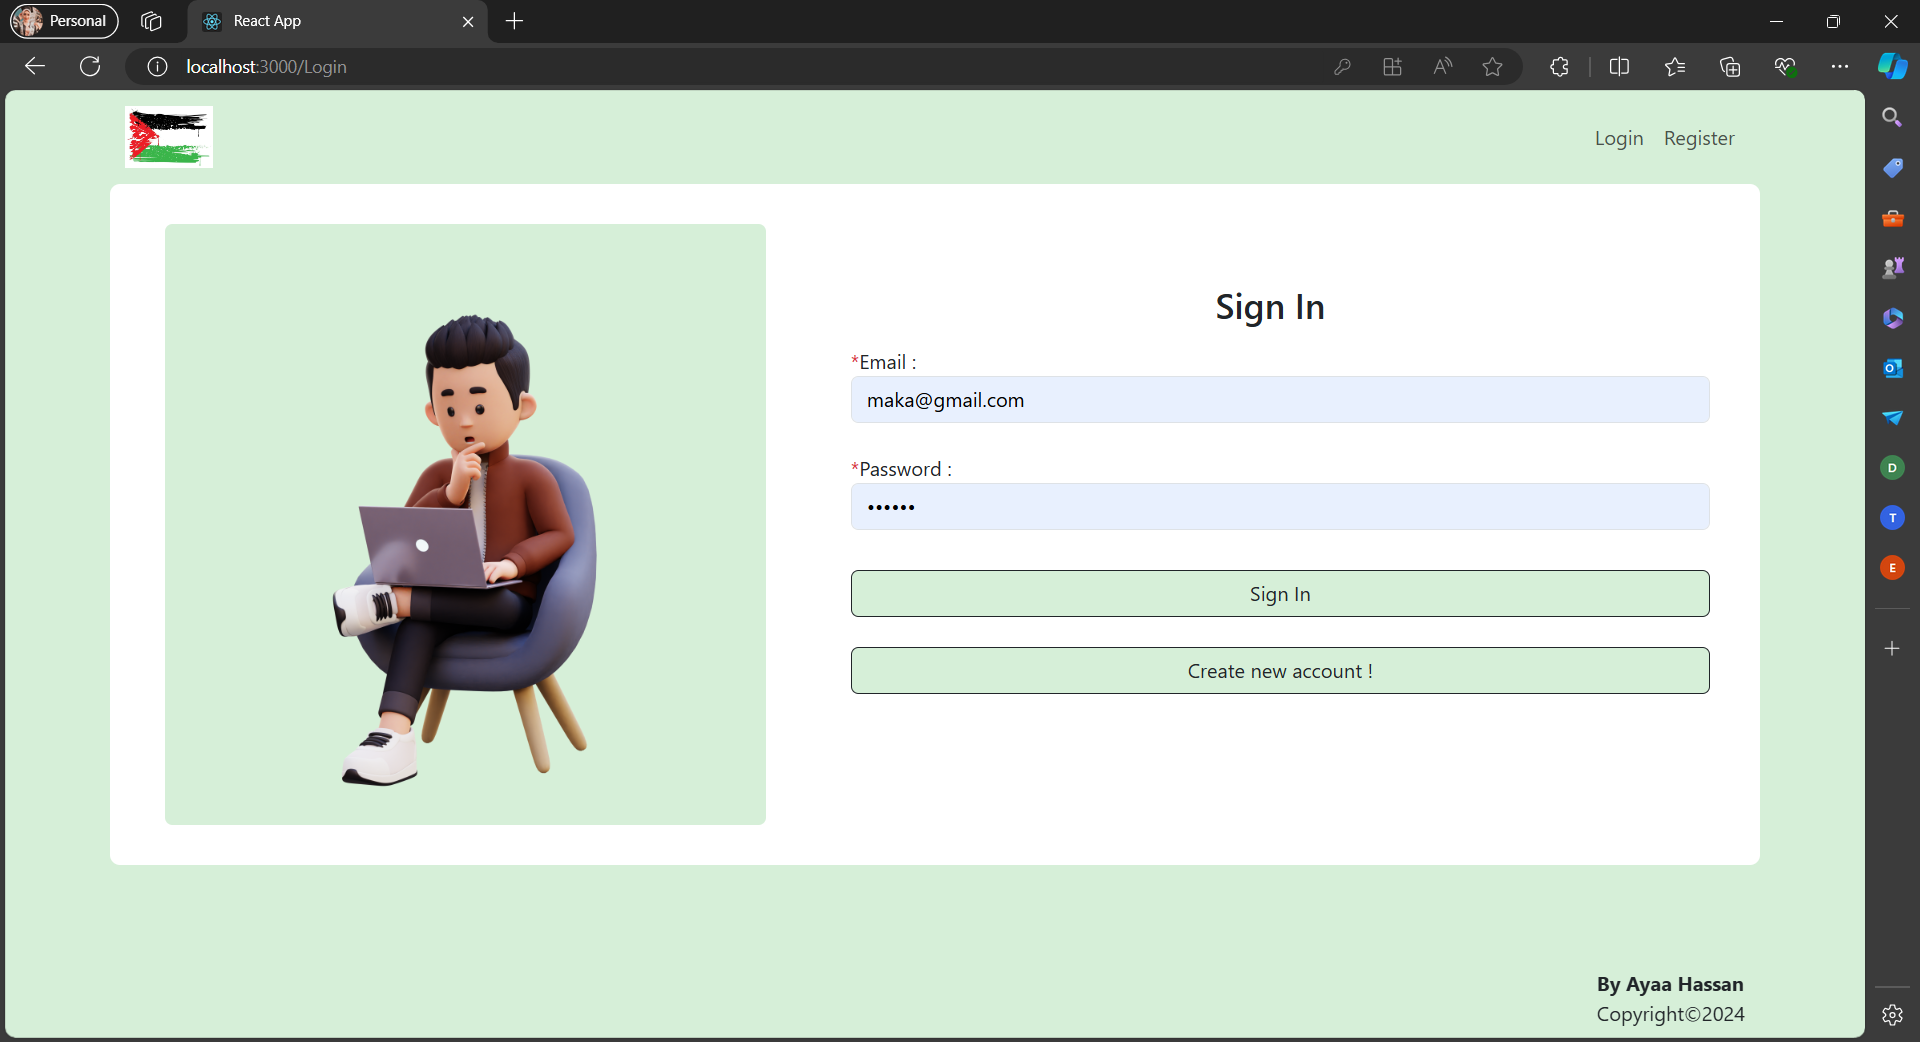 Personal
React App
localhost:3000/Login
Login Register
Sign In
*Email :
maka@gmail.com
*Password :
••••••
Sign In
Create new account !
By Ayaa Hassan
Copyright©2024
D
T
E